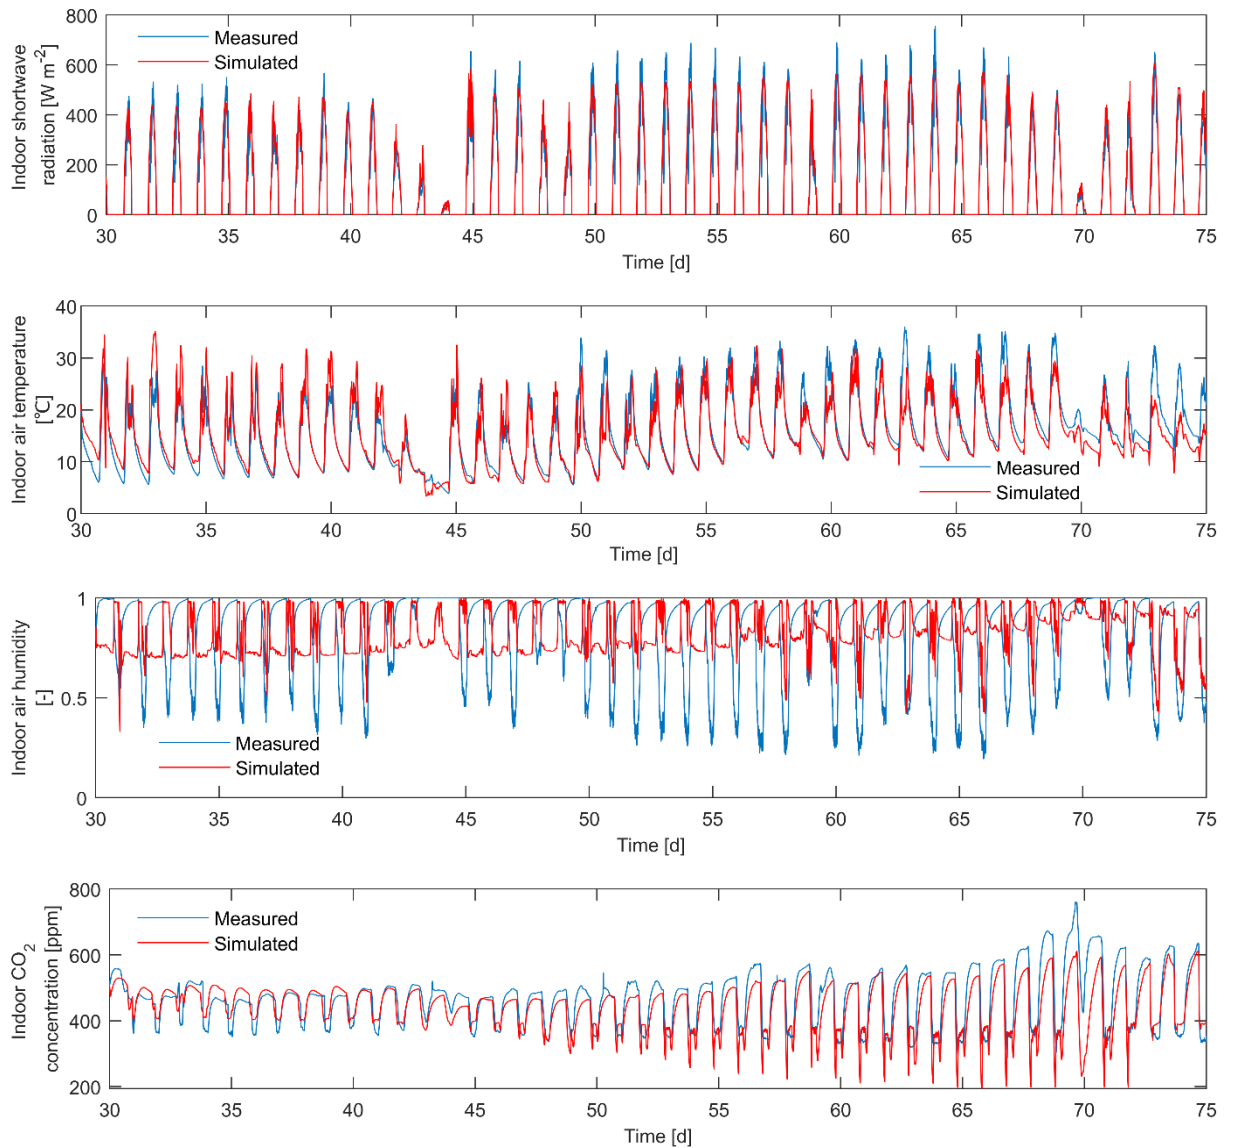 800
600
400
200
0
Indoor shortwave
radiation [W m⁻²]
Measured
Simulated
30 35 40 45 50 55 60 65 70 75
Time [d]
40
30
20
10
0
Indoor air temperature
[°C]
Measured
Simulated
30 35 40 45 50 55 60 65 70 75
Time [d]
1
0.5
0
Indoor air humidity
[-]
Measured
Simulated
30 35 40 45 50 55 60 65 70 75
Time [d]
800
600
400
200
Indoor CO₂
concentration [ppm]
Measured
Simulated
30 35 40 45 50 55 60 65 70 75
Time [d]